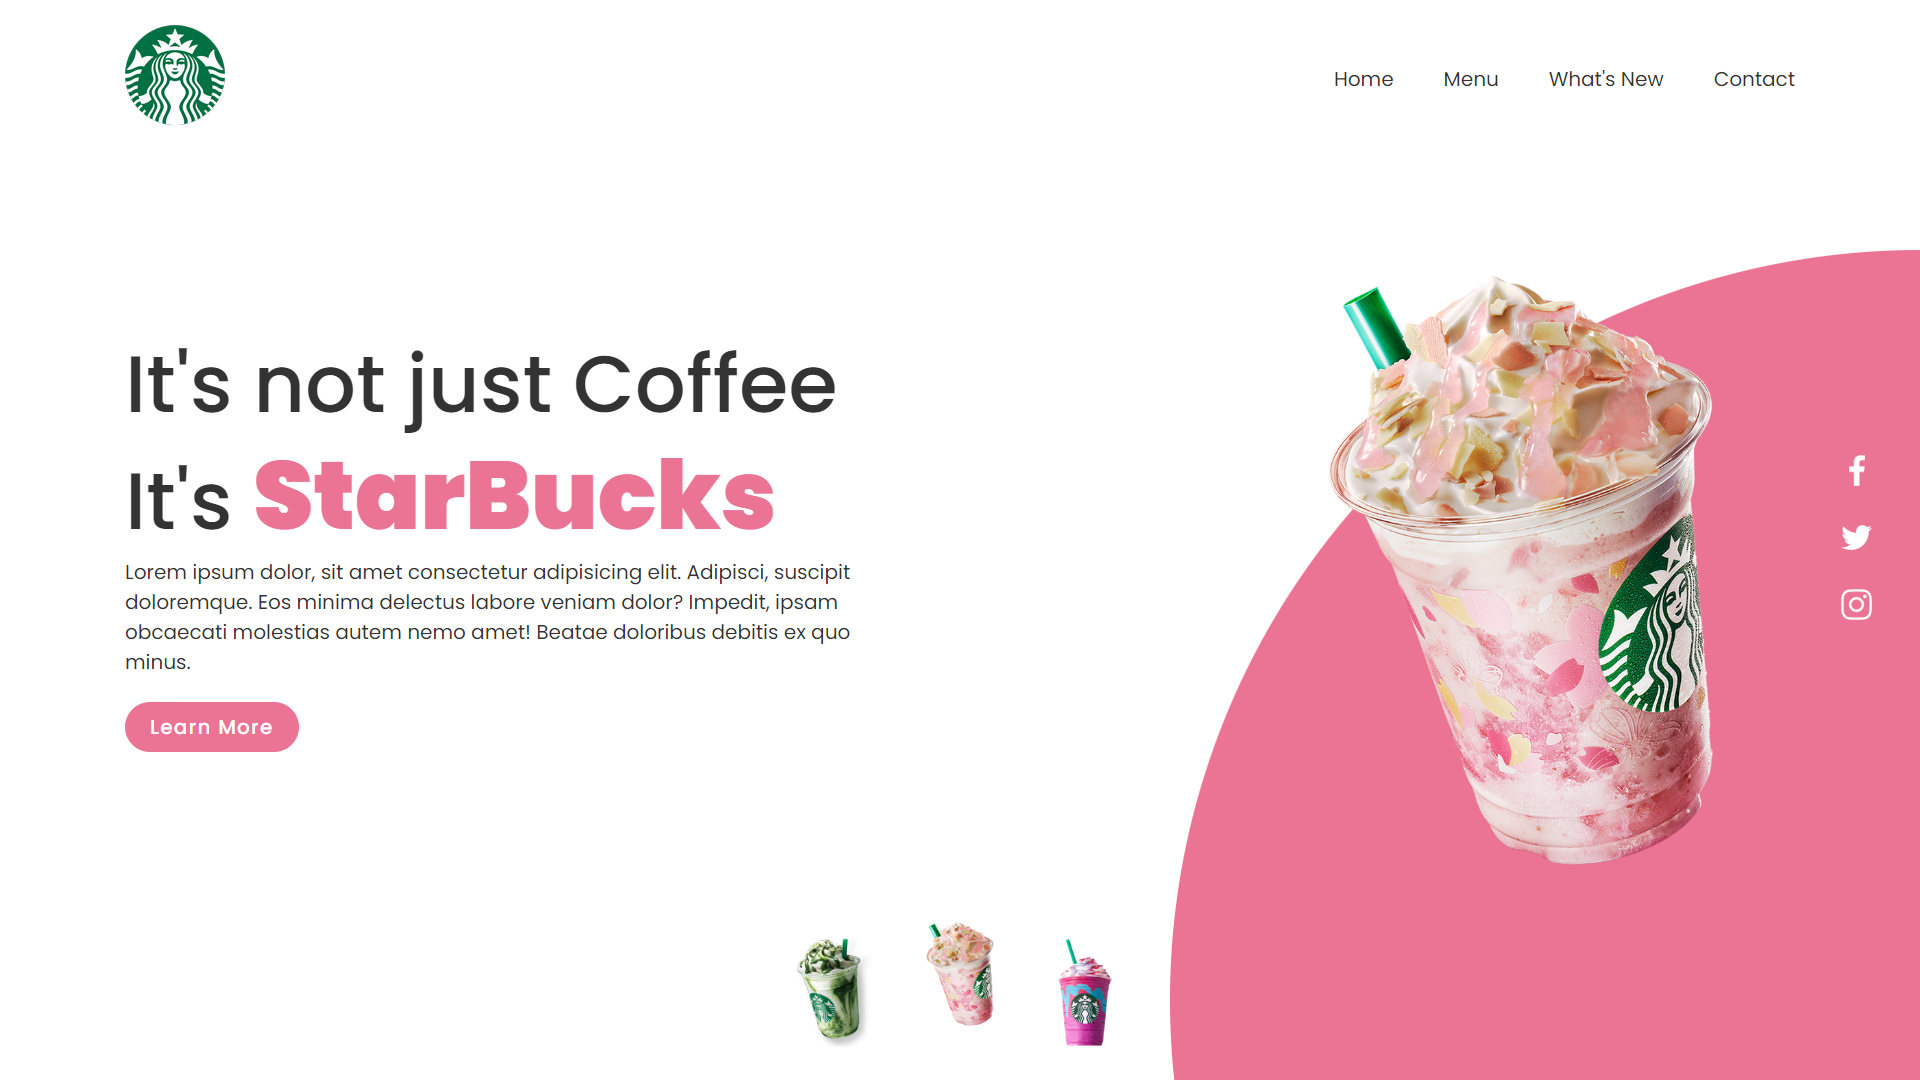 Home Menu What's New Contact
It's not just Coffee
It's StarBucks
Lorem ipsum dolor, sit amet consectetur adipisicing elit. Adipisci, suscipit
doloremque. Eos minima delectus labore veniam dolor? Impedit, ipsam
obcaecati molestias autem nemo amet! Beatae doloribus debitis ex quo
minus.
Learn More